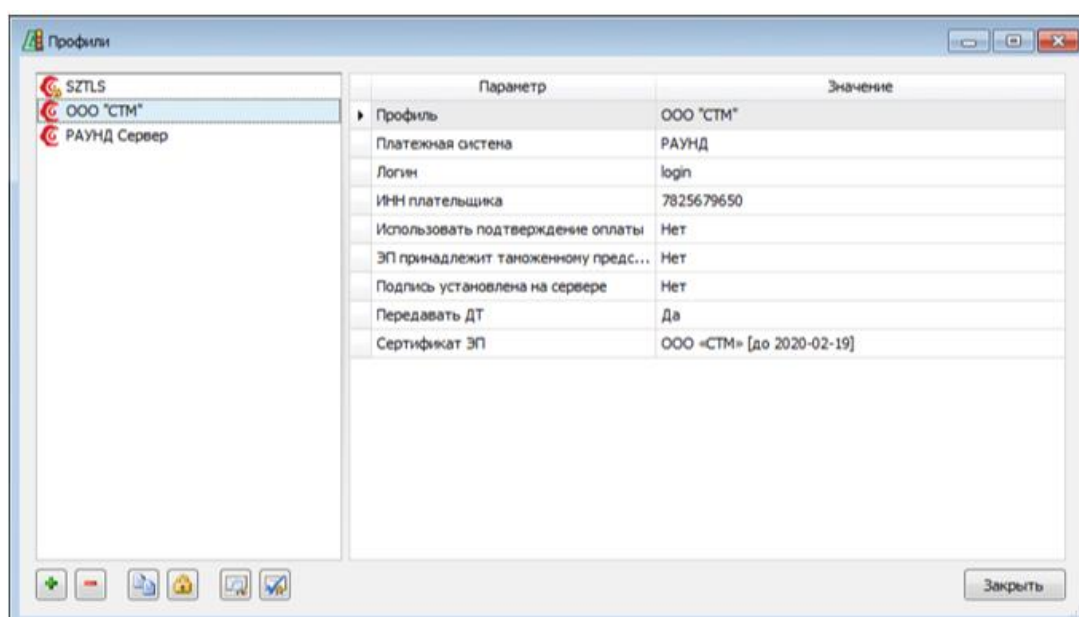 Профили
SZTLS
ООО "СТМ"
РАУНД Сервер
Параметр Значение
Профиль ООО "СТМ"
Платежная система РАУНД
Логин login
ИНН плательщика 7825679650
Использовать подтверждение оплаты Нет
ЭП принадлежит таможенному предс... Нет
Подпись установлена на сервере Нет
Передавать ДТ Да
Сертификат ЭП ООО «СТМ» [до 2020-02-19]
Закрыть